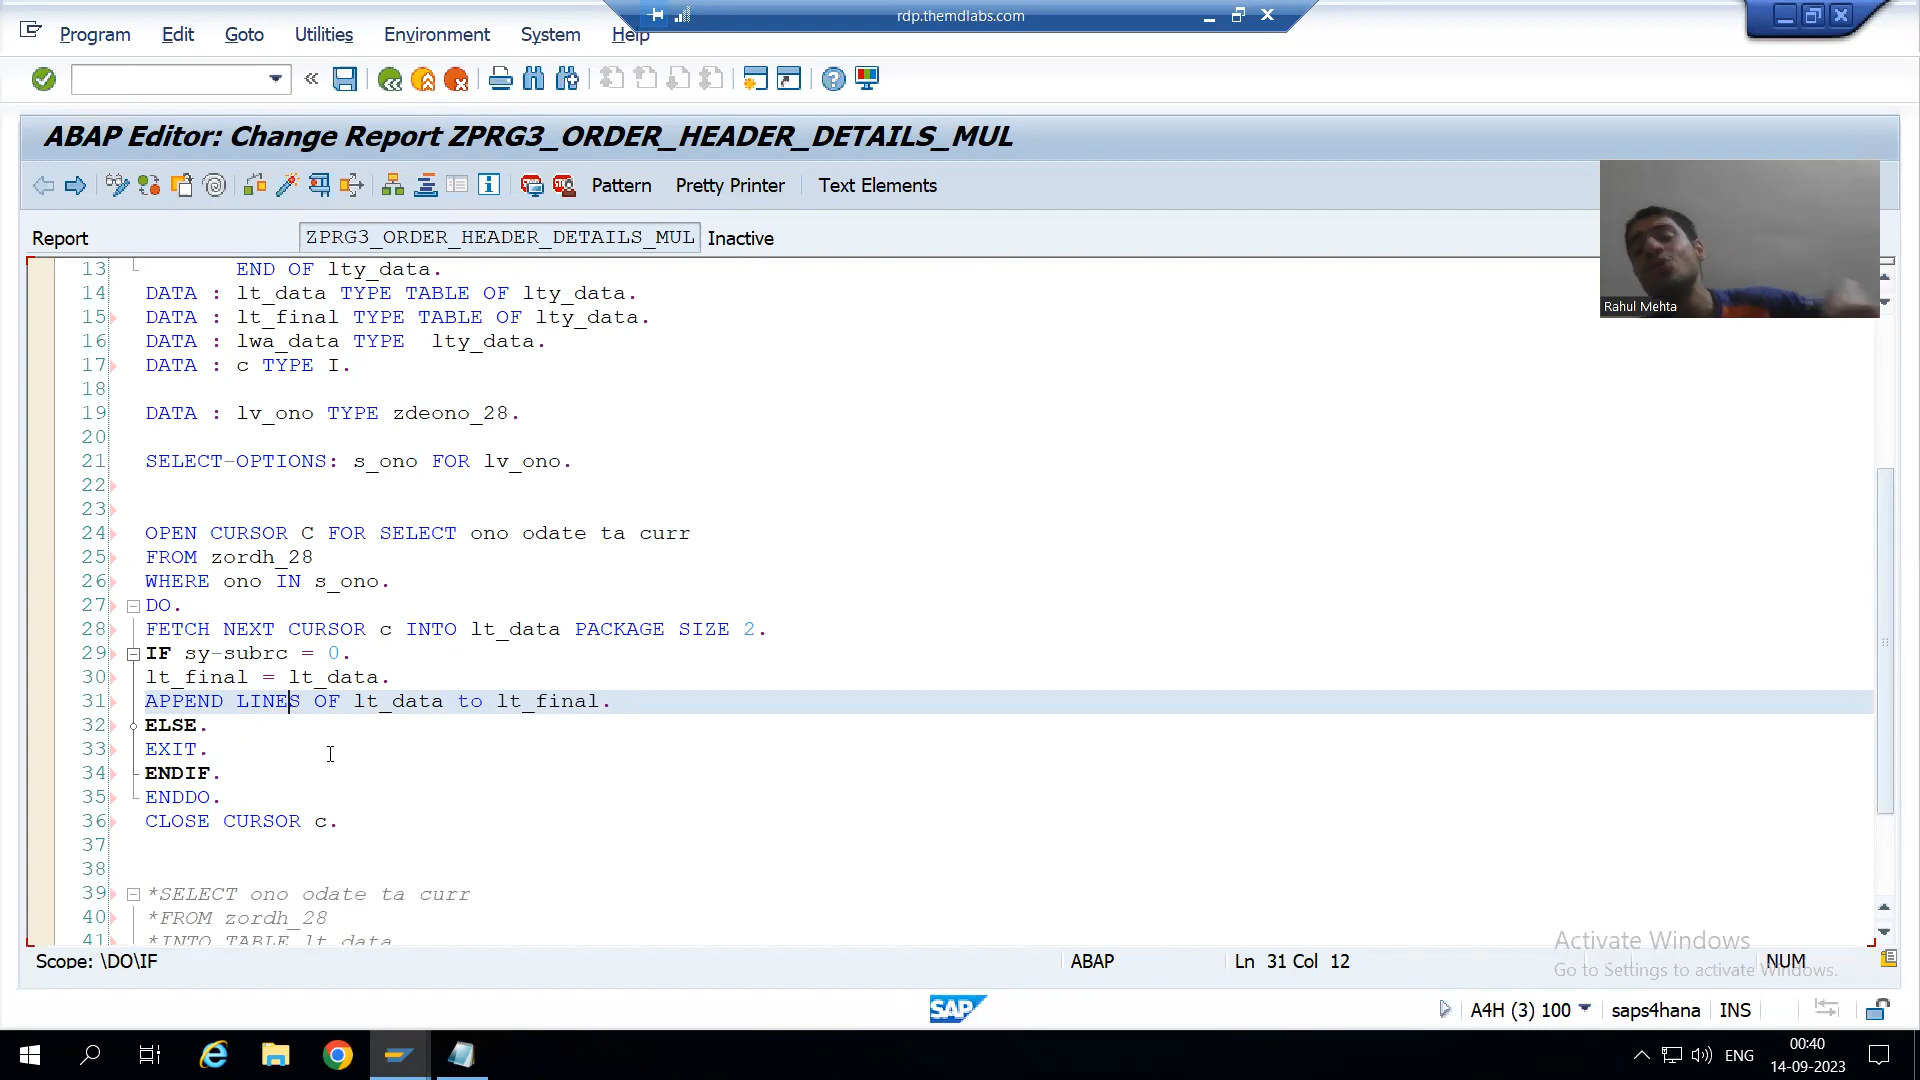 rdp.themdlabs.com
Program Edit Goto Utilities Environment System Help
ABAP Editor: Change Report ZPRG3_ORDER_HEADER_DETAILS_MUL
Pattern Pretty Printer Text Elements
Report ZPRG3_ORDER_HEADER_DETAILS_MUL Inactive
Rahul Mehta
13 END OF lty_data.
14 DATA : lt_data TYPE TABLE OF lty_data.
15 DATA : lt_final TYPE TABLE OF lty_data.
16 DATA : lwa_data TYPE lty_data.
17 DATA : c TYPE I.
18
19 DATA : lv_ono TYPE zdeono_28.
20
21 SELECT-OPTIONS: s_ono FOR lv_ono.
22
23
24 OPEN CURSOR C FOR SELECT ono odate ta curr
25 FROM zordh_28
26 WHERE ono IN s_ono.
27 DO.
28 FETCH NEXT CURSOR c INTO lt_data PACKAGE SIZE 2.
29 IF sy-subrc = 0.
30 lt_final = lt_data.
31 APPEND LINES OF lt_data to lt_final.
32 ELSE.
33 EXIT.
34 ENDIF.
35 ENDDO.
36 CLOSE CURSOR c.
37
38
39 *SELECT ono odate ta curr
40 *FROM zordh_28
41 *INTO TABLE lt_data
Activate Windows
Go to Settings to activate Windows.
Scope: \DO\IF ABAP Ln 31 Col 12 NUM
SAP A4H (3) 100 saps4hana INS
ENG 00:40
14-09-2023